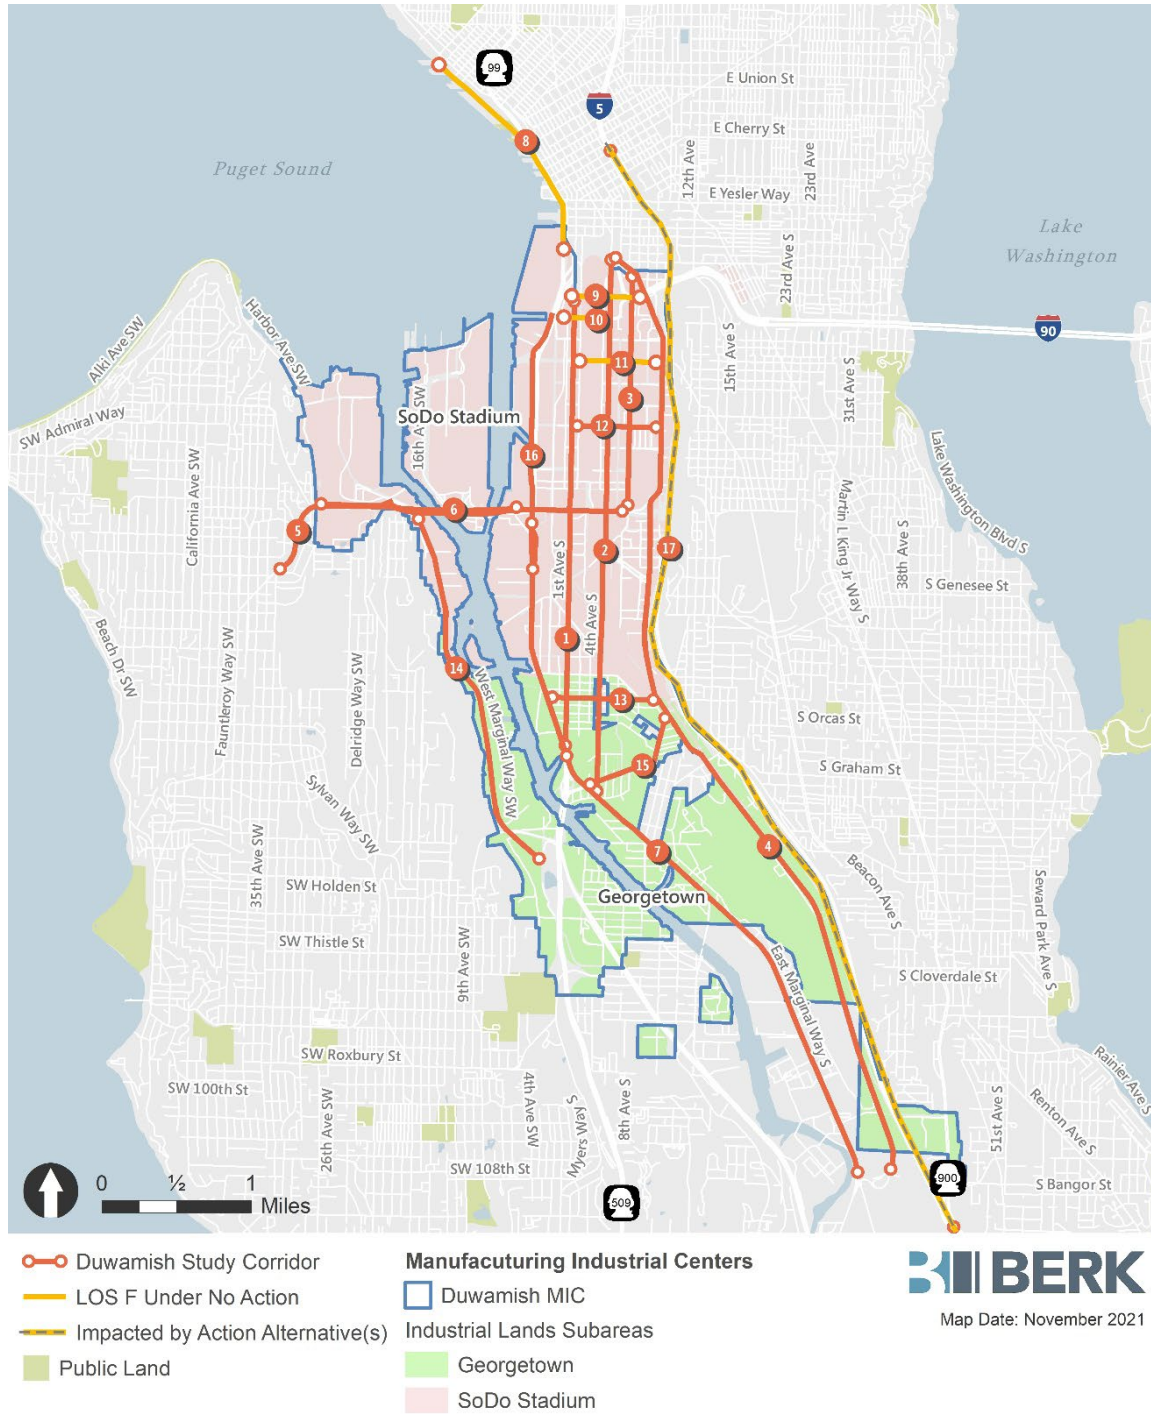 99
E Union St
5
E Cherry St
8
Puget Sound
12th Ave
23rd Ave
E Yesler Way
Lake
Washington
23rd Ave S
Harbor Ave SW
9
10
Alki Ave SW
15th Ave S
90
11
31st Ave S
3
SW Admiral Way
SoDo Stadium
16th Ave SW
12
California Ave SW
16
Lake Washington Blvd S
6
5
Martin L King Jr Way S
38th Ave S
2
17
1st Ave S
S Genesee St
4th Ave S
Beach Dr SW
1
Fauntleroy Way SW
Delridge Way SW
14
West Marginal Way SW
13
S Orcas St
15
S Graham St
Sylvan Way SW
7
4
35th Ave SW
Beacon Ave S
SW Holden St
Georgetown
Seward Park Ave S
SW Thistle St
9th Ave SW
East Marginal Way S
S Cloverdale St
SW Roxbury St
SW 100th St
26th Ave SW
4th Ave SW
Myers Way S
8th Ave S
51st Ave S
Renton Ave S
Rainier Ave S
SW 108th St
0 ½ 1
Miles
509
900
S Bangor St
Duwamish Study Corridor
LOS F Under No Action
Impacted by Action Alternative(s)
Public Land
Manufacuturing Industrial Centers
Duwamish MIC
Industrial Lands Subareas
Georgetown
SoDo Stadium
BERK
Map Date: November 2021